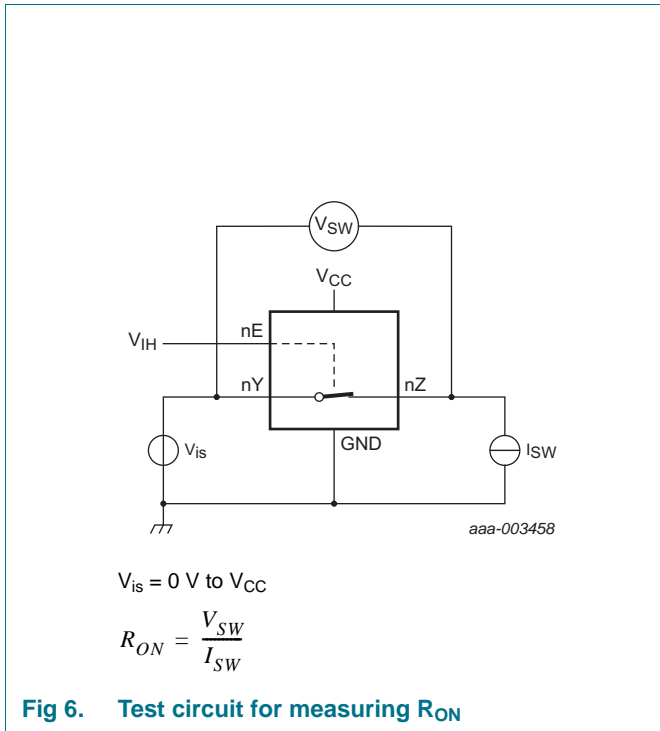 VSW
VCC
VIH
nE
nY
nZ
GND
Vis
ISW
aaa-003458
Vis = 0 V to VCC
RON = VSW / ISW
Fig 6. Test circuit for measuring RON